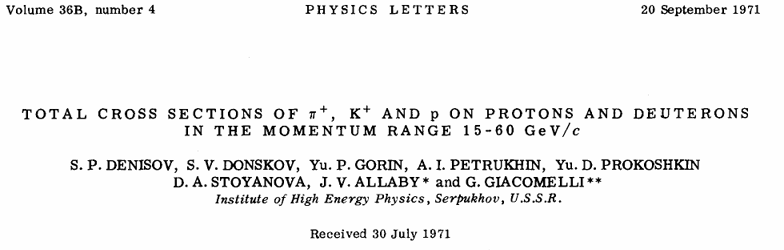 Volume 36B, number 4 PHYSICS LETTERS 20 September 1971
TOTAL CROSS SECTIONS OF π⁺, K⁺ AND p ON PROTONS AND DEUTERONS
IN THE MOMENTUM RANGE 15-60 GeV/c
S. P. DENISOV, S. V. DONSKOV, Yu. P. GORIN, A. I. PETRUKHIN, Yu. D. PROKOSHKIN
D. A. STOYANOVA, J. V. ALLABY * and G. GIACOMELLI **
Institute of High Energy Physics, Serpukhov, U.S.S.R.
Received 30 July 1971